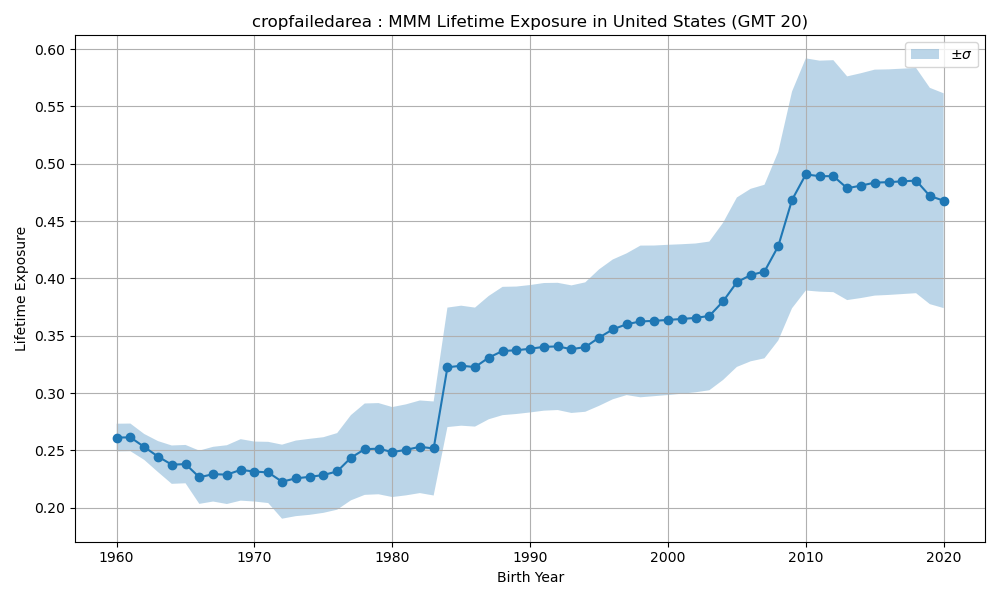 cropfailedarea : MMM Lifetime Exposure in United States (GMT 20)
±σ
Lifetime Exposure
0.60
0.55
0.50
0.45
0.40
0.35
0.30
0.25
0.20
1960 1970 1980 1990 2000 2010 2020
Birth Year